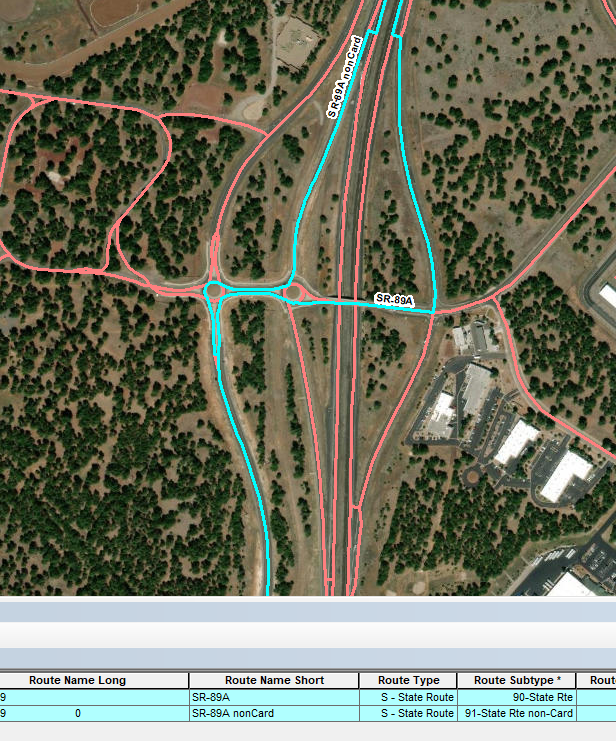 SR-89A nonCard
SR-89A
Route Name Long Route Name Short Route Type Route Subtype * Rout
9 SR-89A S - State Route 90-State Rte
9 0 SR-89A nonCard S - State Route 91-State Rte non-Card